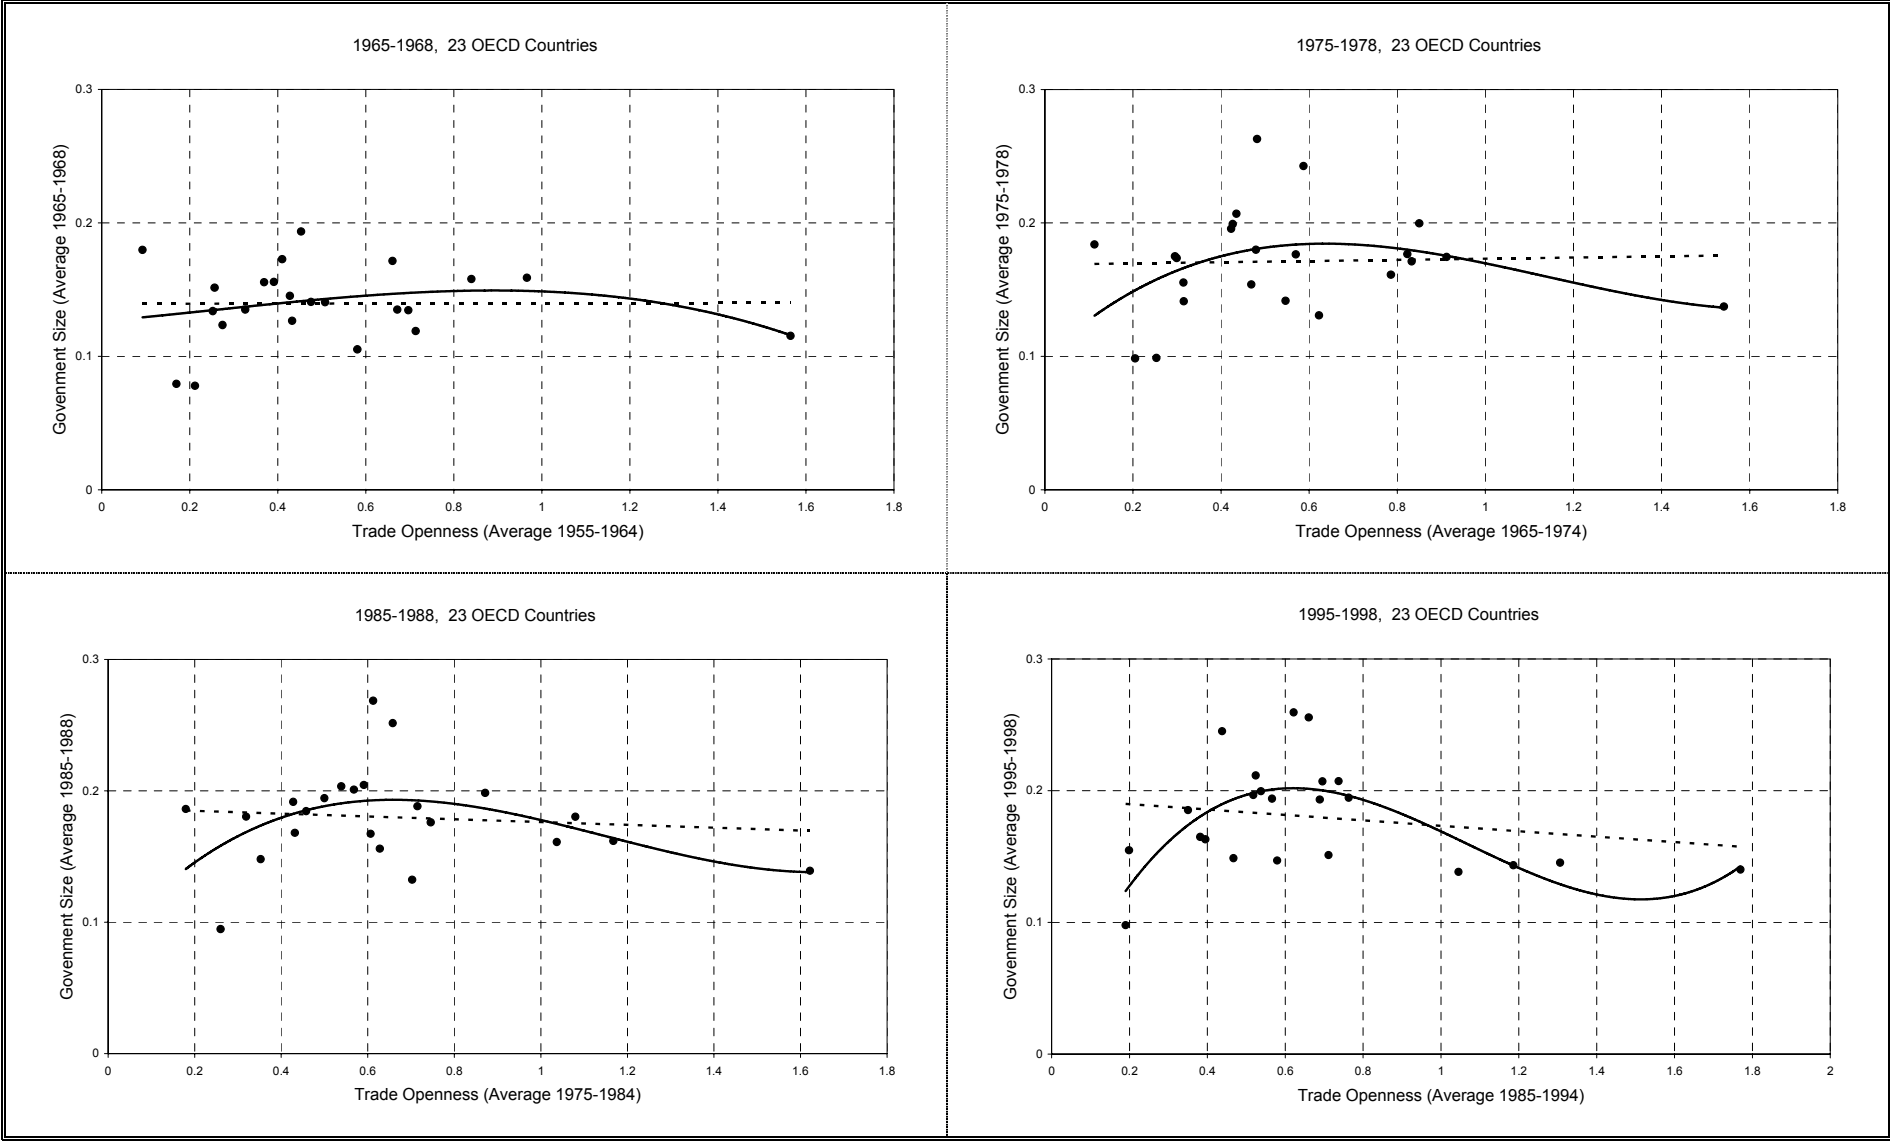 1965-1968, 23 OECD Countries
Govenment Size (Average 1965-1968)
0.3
0.2
0.1
0
0 0.2 0.4 0.6 0.8 1 1.2 1.4 1.6 1.8
Trade Openness (Average 1955-1964)
1975-1978, 23 OECD Countries
Govenment Size (Average 1975-1978)
0.3
0.2
0.1
0
0 0.2 0.4 0.6 0.8 1 1.2 1.4 1.6 1.8
Trade Openness (Average 1965-1974)
1985-1988, 23 OECD Countries
Govenment Size (Average 1985-1988)
0.3
0.2
0.1
0
0 0.2 0.4 0.6 0.8 1 1.2 1.4 1.6 1.8
Trade Openness (Average 1975-1984)
1995-1998, 23 OECD Countries
Govenment Size (Average 1995-1998)
0.3
0.2
0.1
0
0 0.2 0.4 0.6 0.8 1 1.2 1.4 1.6 1.8 2
Trade Openness (Average 1985-1994)